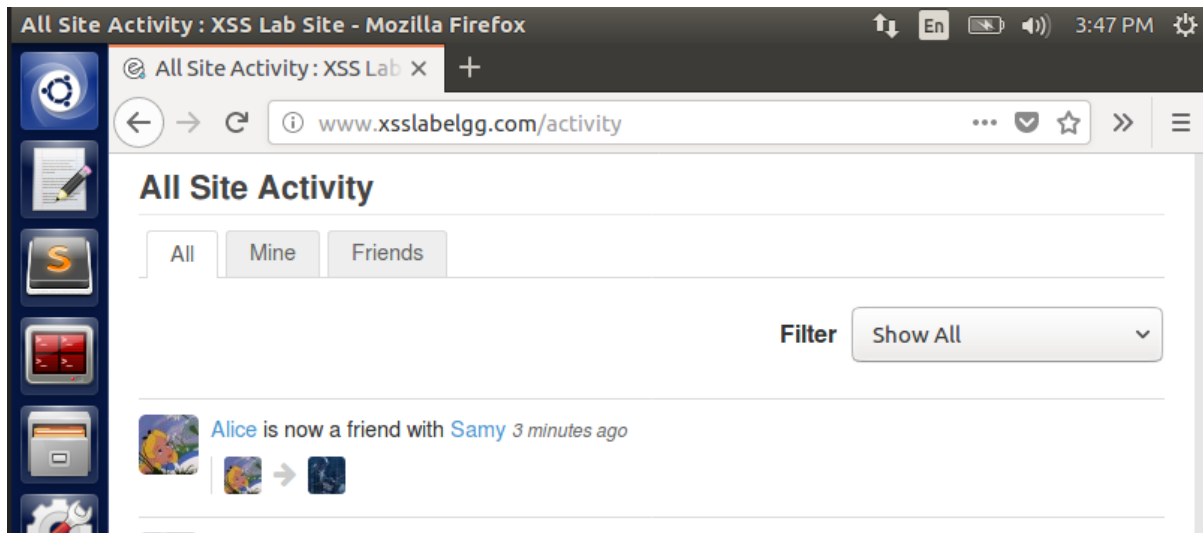 All Site Activity : XSS Lab Site - Mozilla Firefox En 3:47 PM
All Site Activity : XSS Lab
www.xsslabelgg.com/activity
All Site Activity
All Mine Friends
Filter Show All
Alice is now a friend with Samy 3 minutes ago